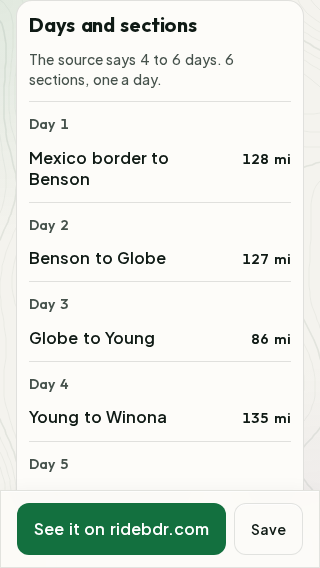 Days and sections
The source says 4 to 6 days. 6
sections, one a day.
Day 1
Mexico border to
Benson
128 mi
Day 2
Benson to Globe
127 mi
Day 3
Globe to Young
86 mi
Day 4
Young to Winona
135 mi
Day 5
See it on ridebdr.com
Save